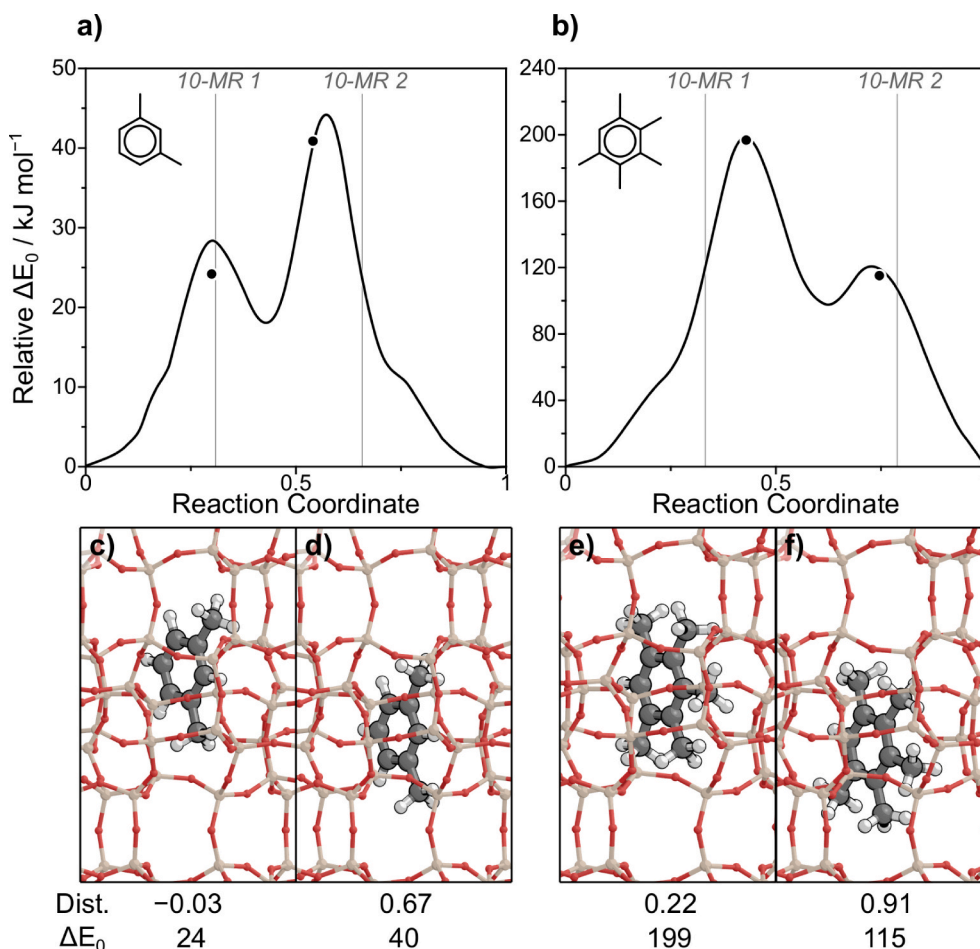 a)
b)
10-MR 1
10-MR 2
10-MR 1
10-MR 2
Relative ΔE₀ / kJ mol⁻¹
50
40
30
20
10
0
0
0.5
1
Reaction Coordinate
240
200
160
120
80
40
0
0
0.5
Reaction Coordinate
c)
d)
e)
f)
Dist. −0.03 0.67 0.22 0.91
ΔE₀ 24 40 199 115